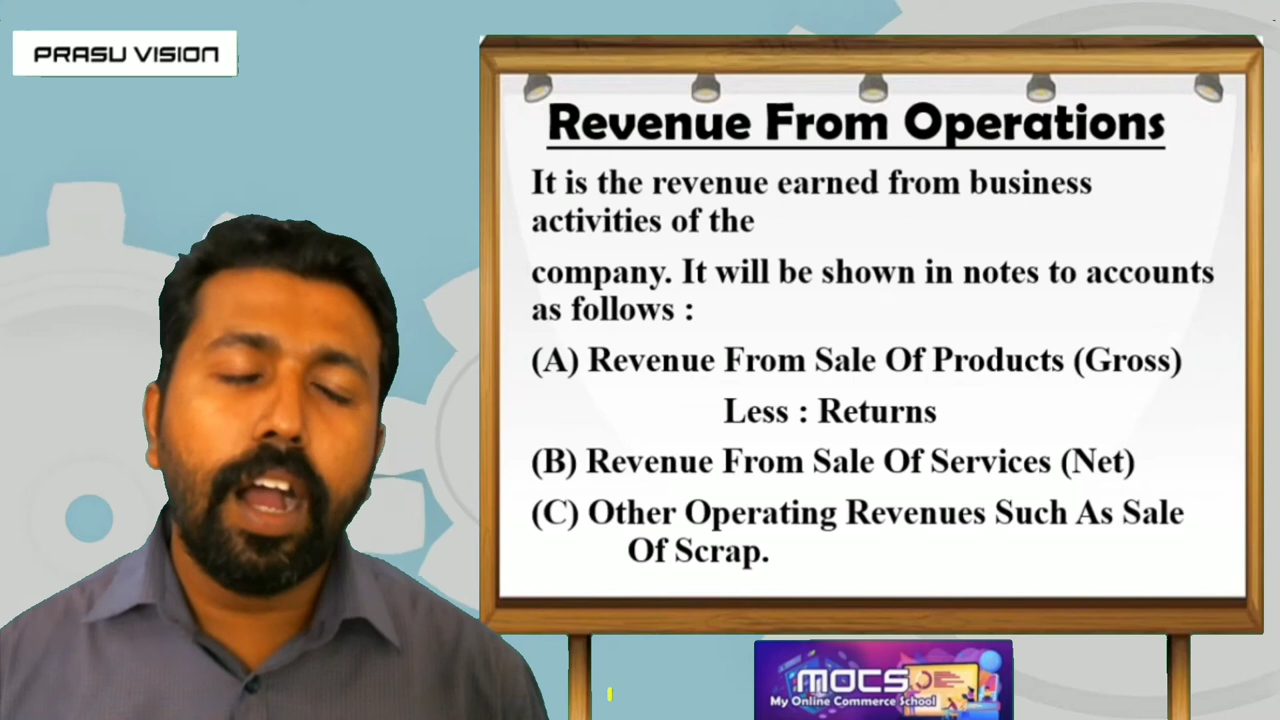 PRASU VISION
Revenue From Operations
It is the revenue earned from business
activities of the
company. It will be shown in notes to accounts
as follows :
(A) Revenue From Sale Of Products (Gross)
Less : Returns
(B) Revenue From Sale Of Services (Net)
(C) Other Operating Revenues Such As Sale
Of Scrap.
MOCS
My Online Commerce School